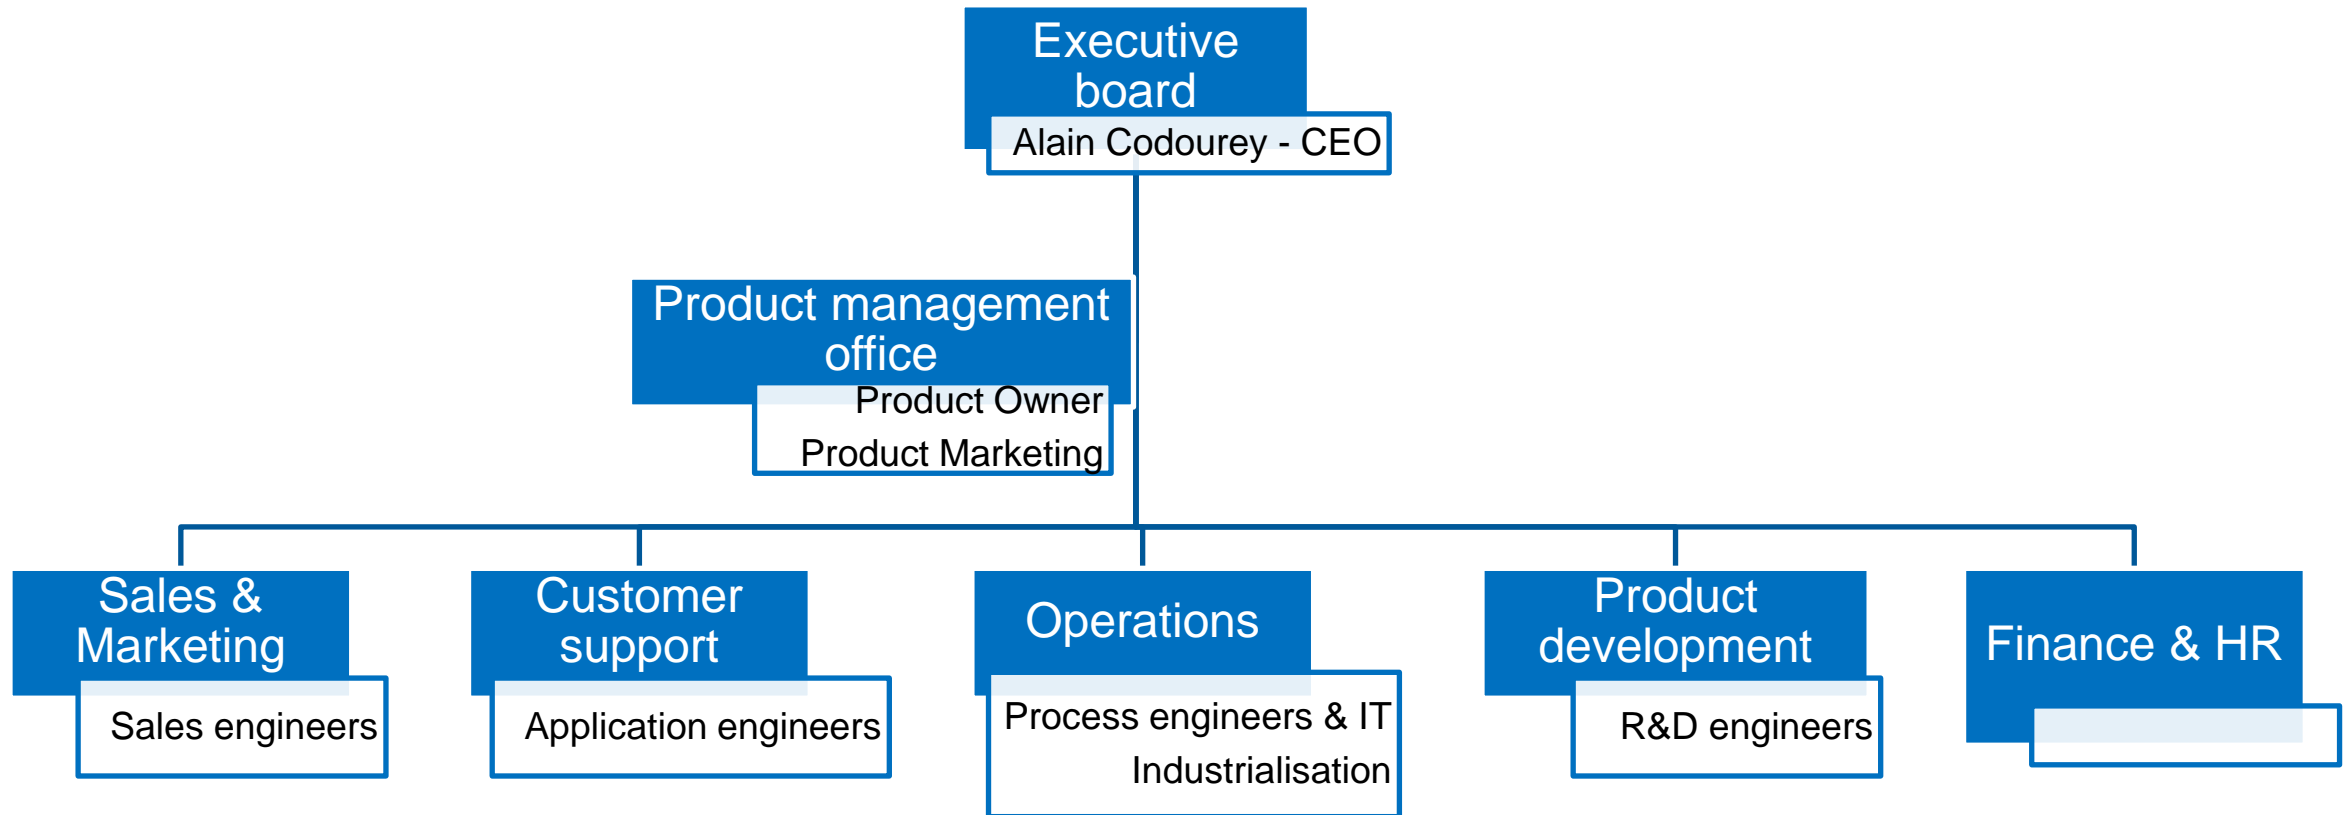 Executive
board
Alain Codourey - CEO
Product management
office
Product Owner
Product Marketing
Sales &
Marketing
Sales engineers
Customer
support
Application engineers
Operations
Process engineers & IT
Industrialisation
Product
development
R&D engineers
Finance & HR